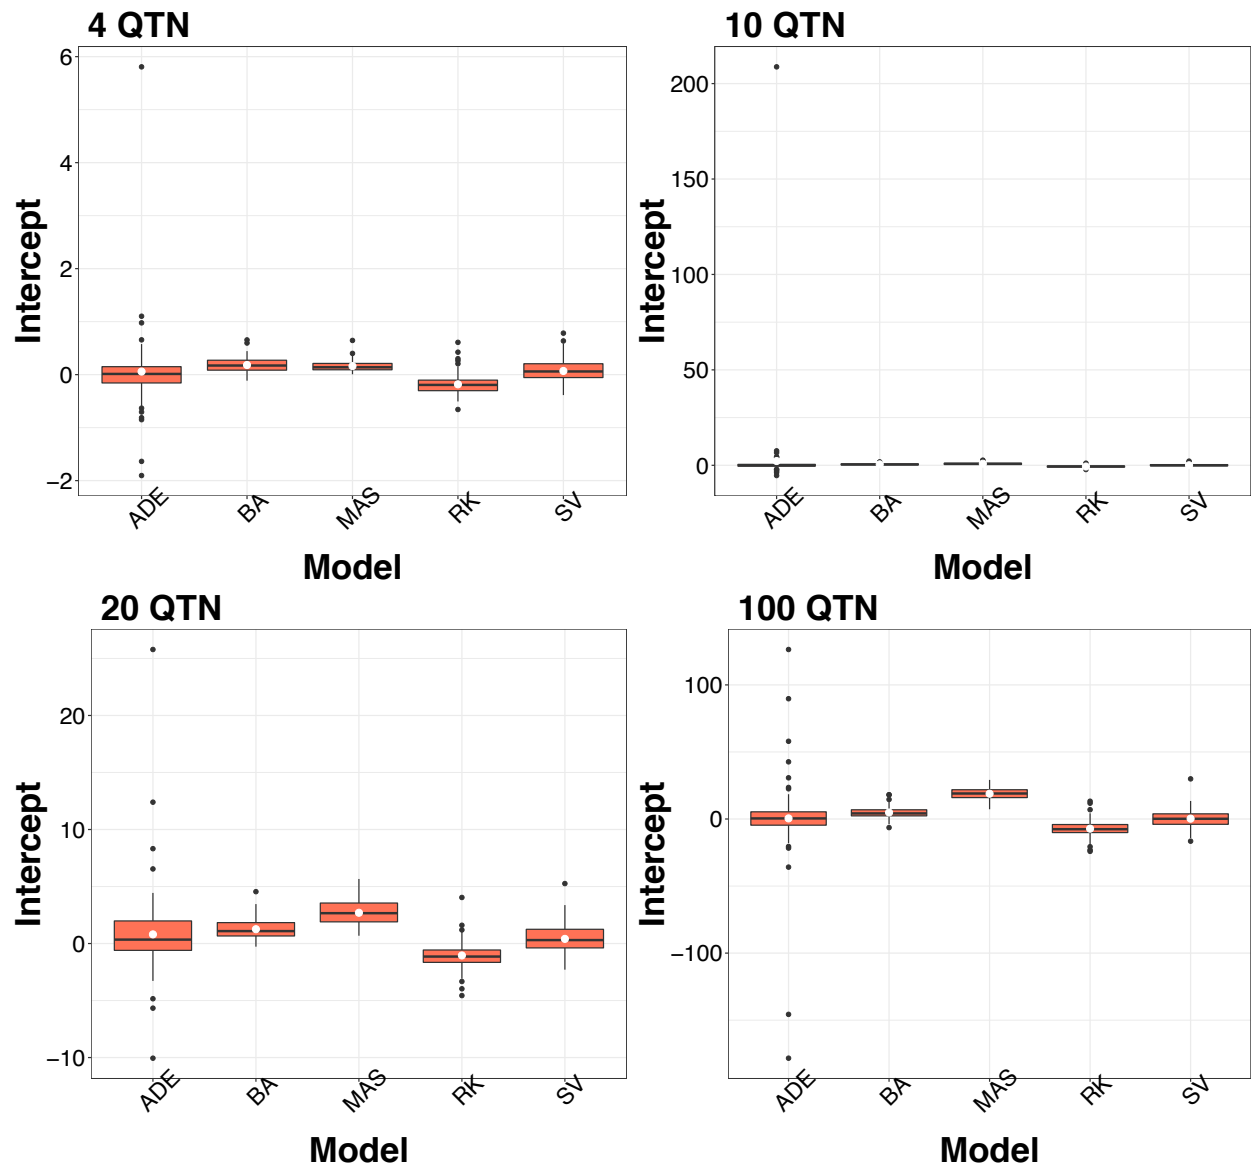 4 QTN
Intercept
6
4
2
0
−2
ADE
BA
MAS
RK
SV
Model
10 QTN
Intercept
200
150
100
50
0
ADE
BA
MAS
RK
SV
Model
20 QTN
Intercept
20
10
0
−10
ADE
BA
MAS
RK
SV
Model
100 QTN
Intercept
100
0
−100
ADE
BA
MAS
RK
SV
Model